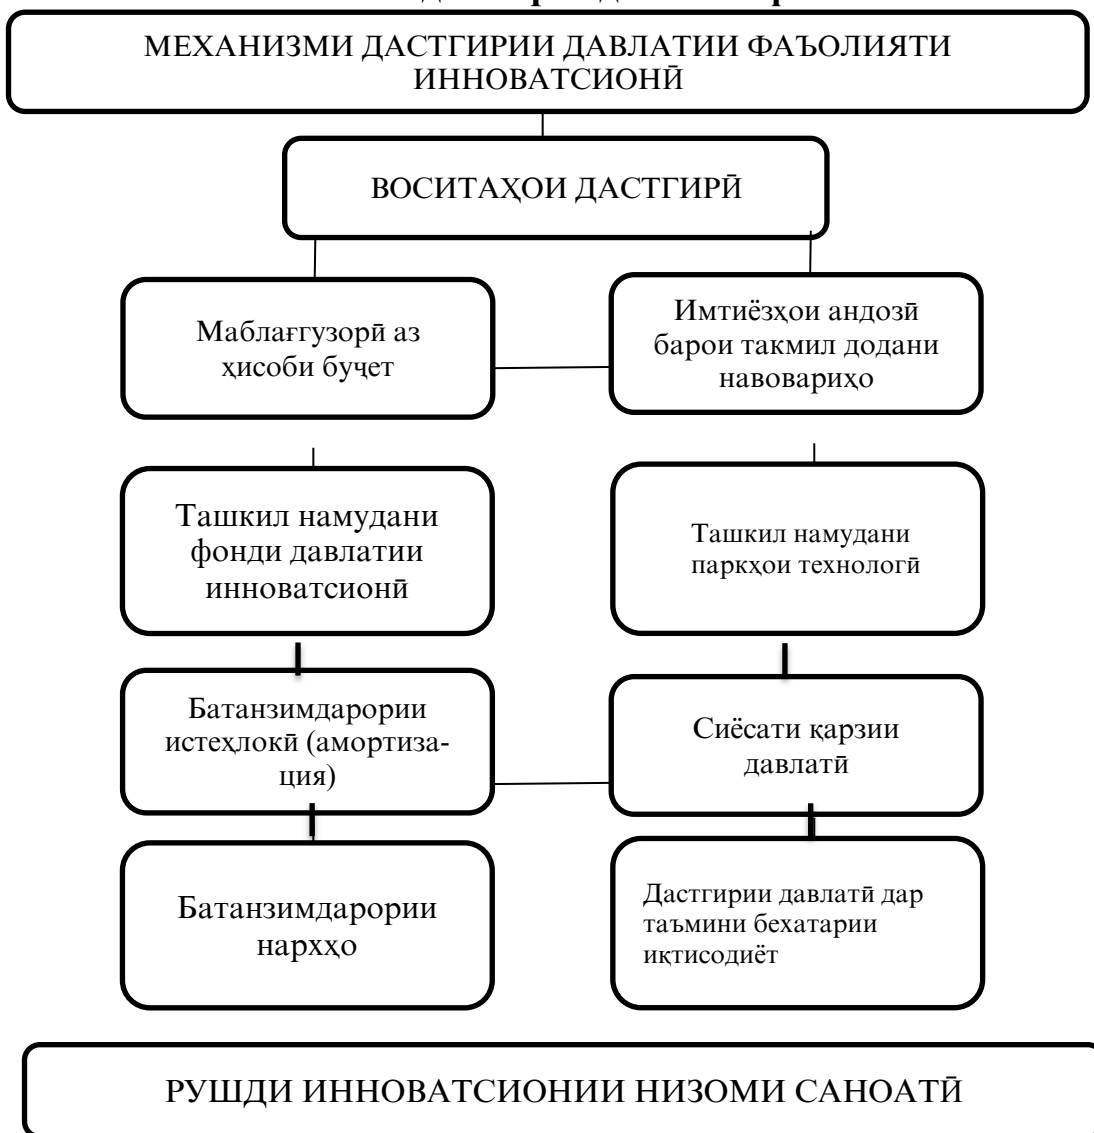 МЕХАНИЗМИ ДАСТГИРИИ ДАВЛАТИИ ФАЪОЛИЯТИ
ИННОВАТСИОНӢ
ВОСИТАҲОИ ДАСТГИРӢ
Маблағгузорӣ аз
ҳисоби буҷет
Имтиёзҳои андозӣ
барои такмил додани
навовариҳо
Ташкил намудани
фонди давлатии
инноватсионӣ
Ташкил намудани
паркҳои технологӣ
Батанзимдарории
истеҳлокӣ (амортиза-
ция)
Сиёсати қарзии
давлатӣ
Батанзимдарории
нархҳо
Дастгирии давлатӣ дар
таъмини бехатарии
иқтисодиёт
РУШДИ ИННОВАТСИОНИИ НИЗОМИ САНОАТӢ